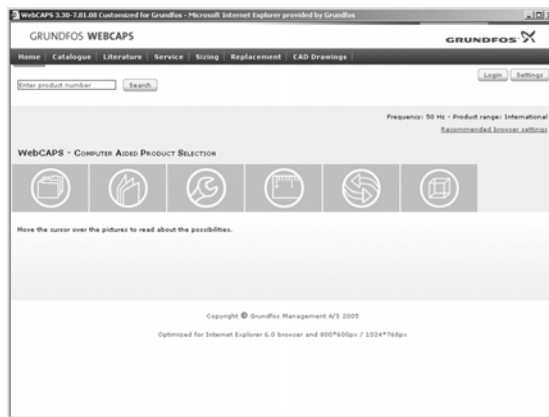 WebCAPS 3.30-7.01.08 Customized for Grundfos - Microsoft Internet Explorer provided by Grundfos
GRUNDFOS WEBCAPS
GRUNDFOS
Home Catalogue Literature Service Sizing Replacement CAD Drawings
Login Settings
Enter product number Search
Frequency: 50 Hz - Product range: International
Recommended browser settings
WebCAPS - Computer Aided Product Selection
Move the cursor over the pictures to read about the possibilities.
Copyright © Grundfos Management A/S 2005
Optimized for Internet Explorer 6.0 browser and 800*600px / 1024*768px